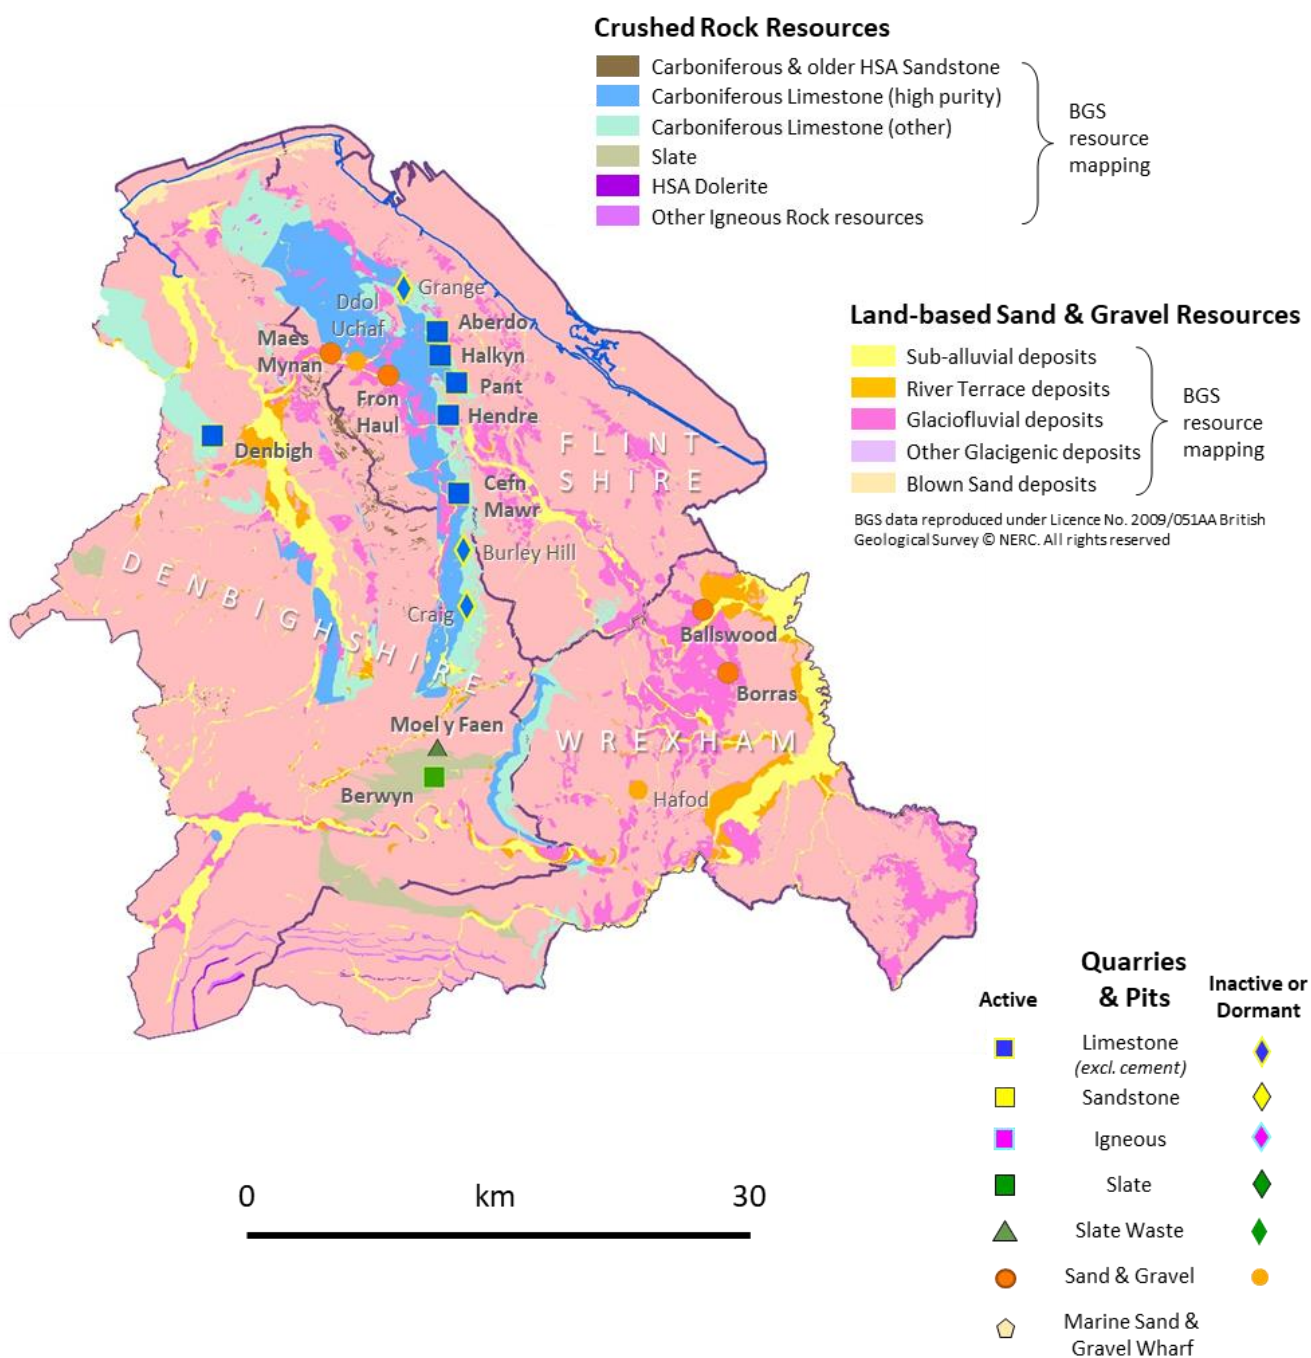 Crushed Rock Resources
Carboniferous & older HSA Sandstone
Carboniferous Limestone (high purity)
Carboniferous Limestone (other)
Slate
HSA Dolerite
Other Igneous Rock resources
BGS
resource
mapping
Land-based Sand & Gravel Resources
Sub-alluvial deposits
River Terrace deposits
Glaciofluvial deposits
Other Glacigenic deposits
Blown Sand deposits
BGS
resource
mapping
BGS data reproduced under Licence No. 2009/051AA British
Geological Survey © NERC. All rights reserved
Grange
Ddol
Uchaf
Aberdo
Maes
Mynan
Halkyn
Pant
Fron
Haul
Hendre
FLINT
SHIRE
Denbigh
Cefn
Mawr
Burley Hill
DENBIGHSHIRE
Craig
Ballswood
Borras
Moel y Faen
WREXHAM
Berwyn
Hafod
Active
Quarries
& Pits
Inactive or
Dormant
Limestone
(excl. cement)
Sandstone
Igneous
Slate
Slate Waste
Sand & Gravel
Marine Sand &
Gravel Wharf
0 km 30